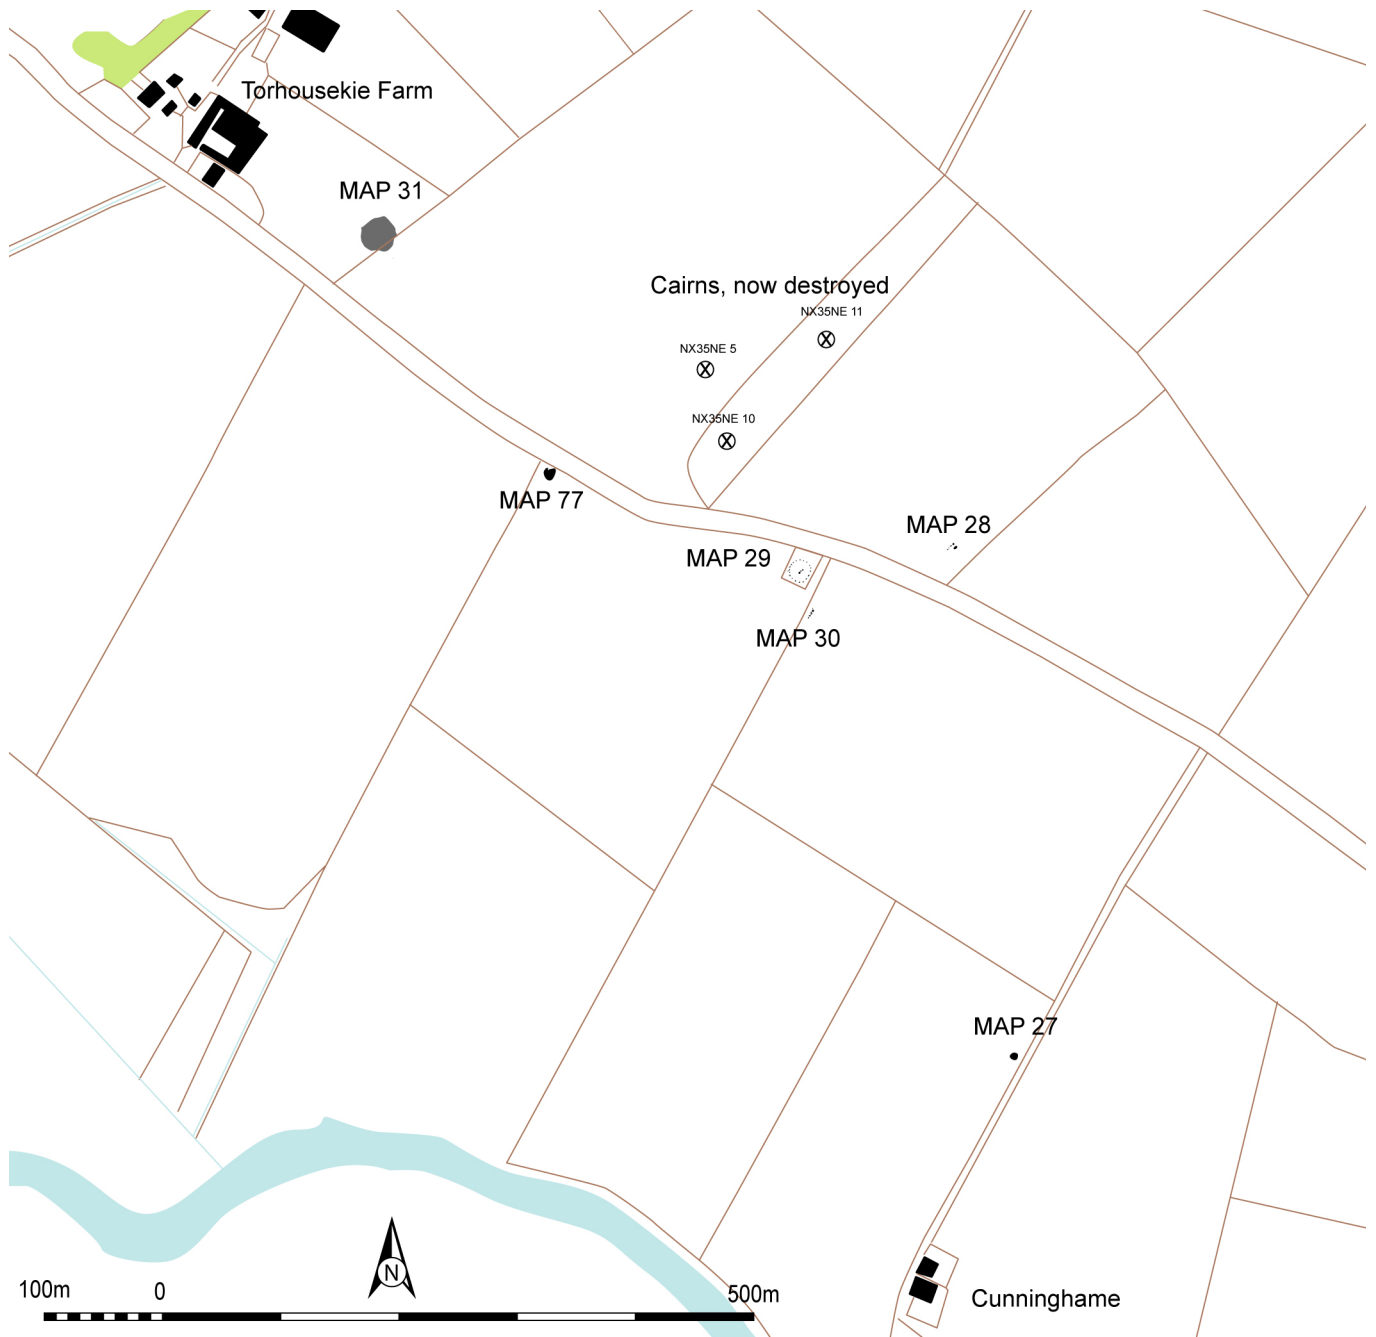 Torhousekie Farm
MAP 31
Cairns, now destroyed
NX35NE 11
NX35NE 5
NX35NE 10
MAP 77
MAP 28
MAP 29
MAP 30
MAP 27
N
100m 0 500m
Cunninghame